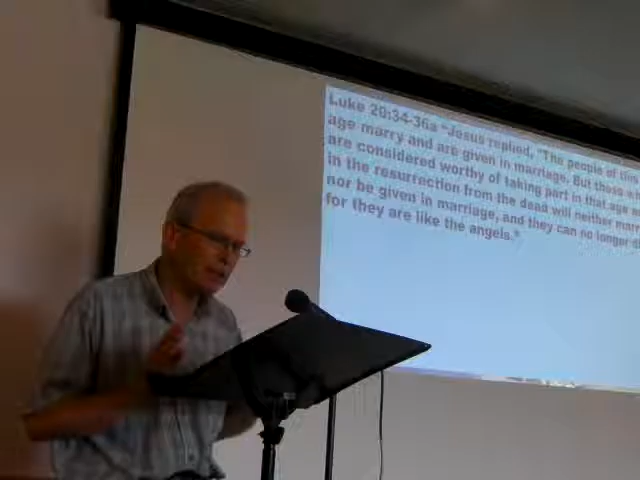 Luke 20:34-36a "Jesus replied, "The people of this
age marry and are given in marriage. But those
are considered worthy of taking part in that age
in the resurrection from the dead will neither
nor be given in marriage, and they can no longer
for they are like the angels."